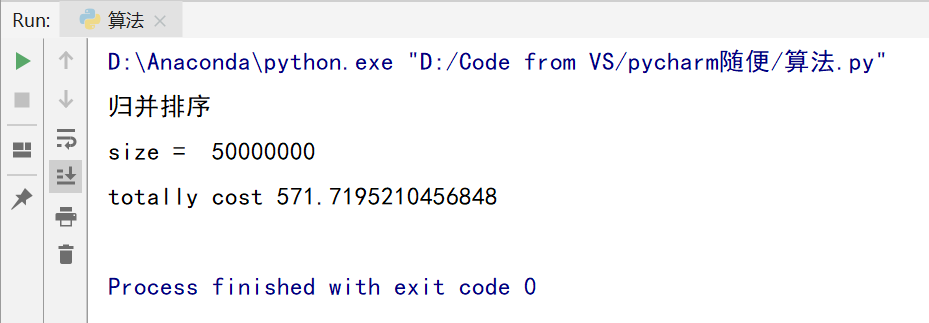 Run: 算法
D:\Anaconda\python.exe "D:/Code from VS/pycharm随便/算法.py"
归并排序
size =  50000000
totally cost 571.7195210456848
Process finished with exit code 0